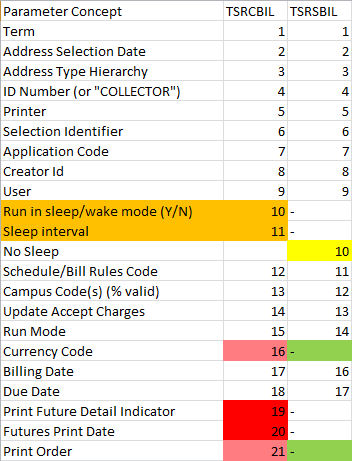 Parameter Concept TSRCBIL TSRSBIL
Term 1 1
Address Selection Date 2 2
Address Type Hierarchy 3 3
ID Number (or "COLLECTOR") 4 4
Printer 5 5
Selection Identifier 6 6
Application Code 7 7
Creator Id 8 8
User 9 9
Run in sleep/wake mode (Y/N) 10 -
Sleep interval 11 -
No Sleep 10
Schedule/Bill Rules Code 12 11
Campus Code(s) (% valid) 13 12
Update Accept Charges 14 13
Run Mode 15 14
Currency Code 16 -
Billing Date 17 16
Due Date 18 17
Print Future Detail Indicator 19 -
Futures Print Date 20 -
Print Order 21 -